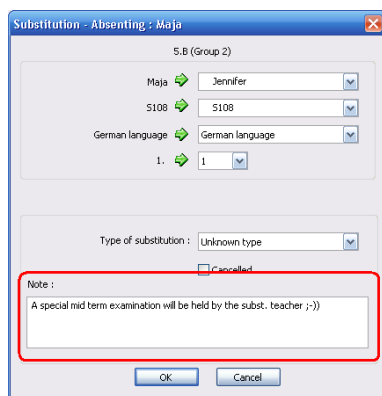 Substitution - Absenting : Maja
5.B (Group 2)
Maja Jennifer
S108 S108
German language German language
1. 1
Type of substitution : Unknown type
Cancelled
Note :
A special mid term examination will be held by the subst. teacher ;-))
OK Cancel